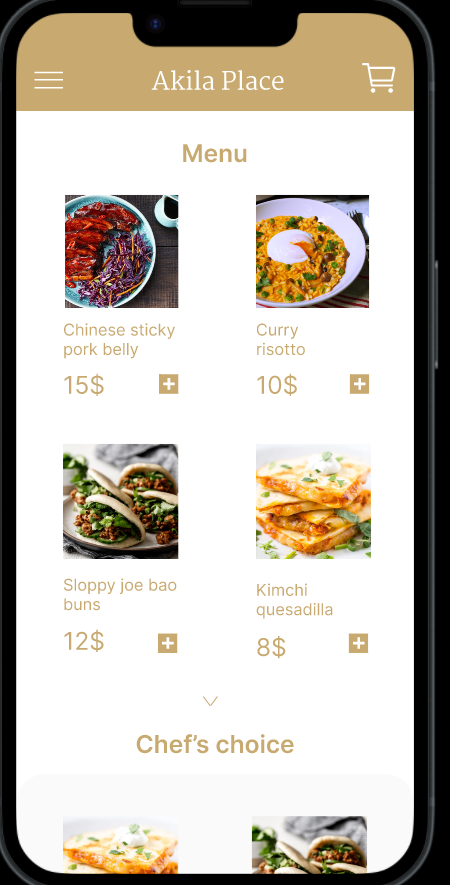 Akila Place
Menu
Chinese sticky
pork belly
15$
Curry
risotto
10$
Sloppy joe bao
buns
12$
Kimchi
quesadilla
8$
Chef's choice